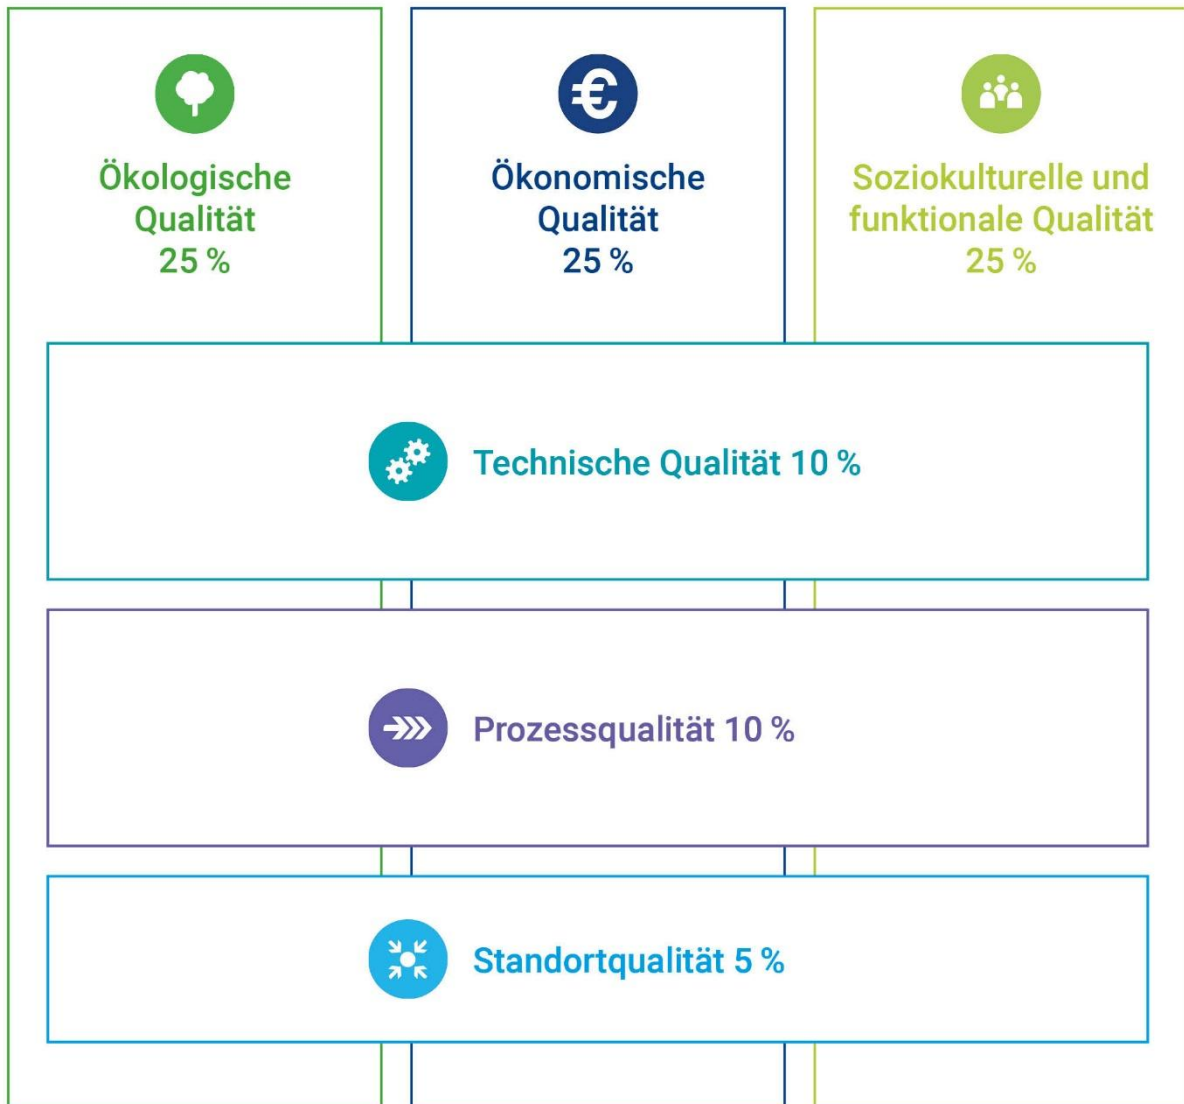 Ökologische
Qualität
25 %
Ökonomische
Qualität
25 %
Soziokulturelle und
funktionale Qualität
25 %
Technische Qualität 10 %
Prozessqualität 10 %
Standortqualität 5 %